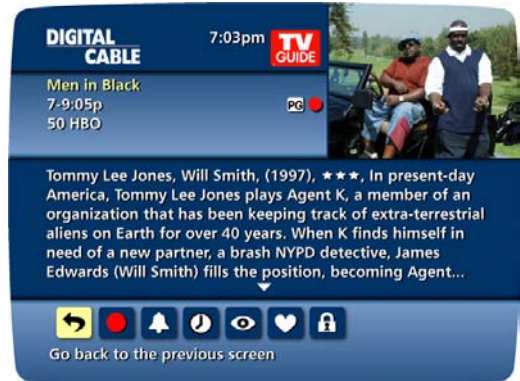 DIGITAL
CABLE
7:03pm
TV
GUIDE
Men in Black
7-9:05p
50 HBO
PG
Tommy Lee Jones, Will Smith, (1997), ★★★, In present-day
America, Tommy Lee Jones plays Agent K, a member of an
organization that has been keeping track of extra-terrestrial
aliens on Earth for over 40 years. When K finds himself in
need of a new partner, a brash NYPD detective, James
Edwards (Will Smith) fills the position, becoming Agent...
Go back to the previous screen